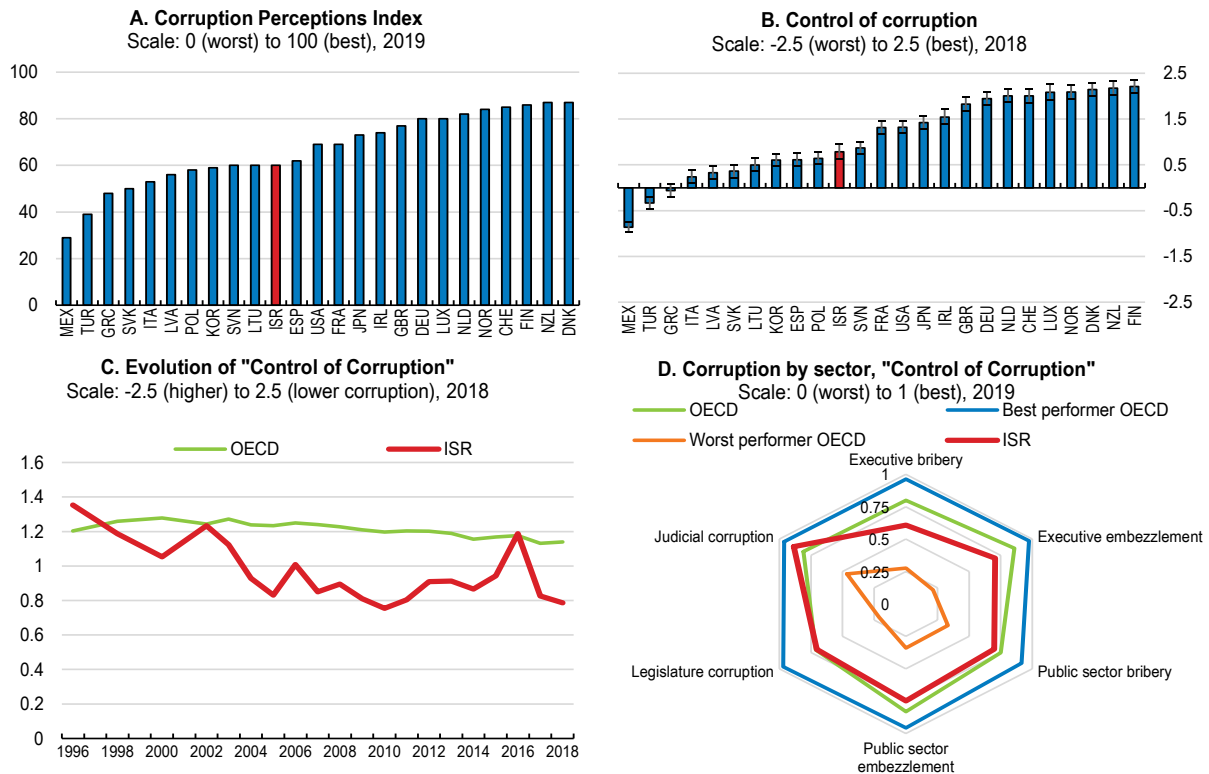 A. Corruption Perceptions Index
Scale: 0 (worst) to 100 (best), 2019
100
80
60
40
20
0
MEX TUR GRC SVK ITA LVA POL KOR SVN LTU ISR ESP USA FRA JPN IRL GBR DEU LUX NLD NOR CHE FIN NZL DNK
B. Control of corruption
Scale: -2.5 (worst) to 2.5 (best), 2018
2.5
1.5
0.5
-0.5
-1.5
-2.5
MEX TUR GRC ITA LVA SVK LTU KOR ESP POL ISR SVN FRA USA JPN IRL GBR DEU NLD CHE LUX NOR DNK NZL FIN
C. Evolution of "Control of Corruption"
Scale: -2.5 (higher) to 2.5 (lower corruption), 2018
OECD ISR
1.6
1.4
1.2
1
0.8
0.6
0.4
0.2
0
1996 1998 2000 2002 2004 2006 2008 2010 2012 2014 2016 2018
D. Corruption by sector, "Control of Corruption"
Scale: 0 (worst) to 1 (best), 2019
OECD Best performer OECD
Worst performer OECD ISR
Executive bribery
1
0.75
0.5
0.25
0
Judicial corruption
Executive embezzlement
Legislature corruption
Public sector bribery
Public sector
embezzlement